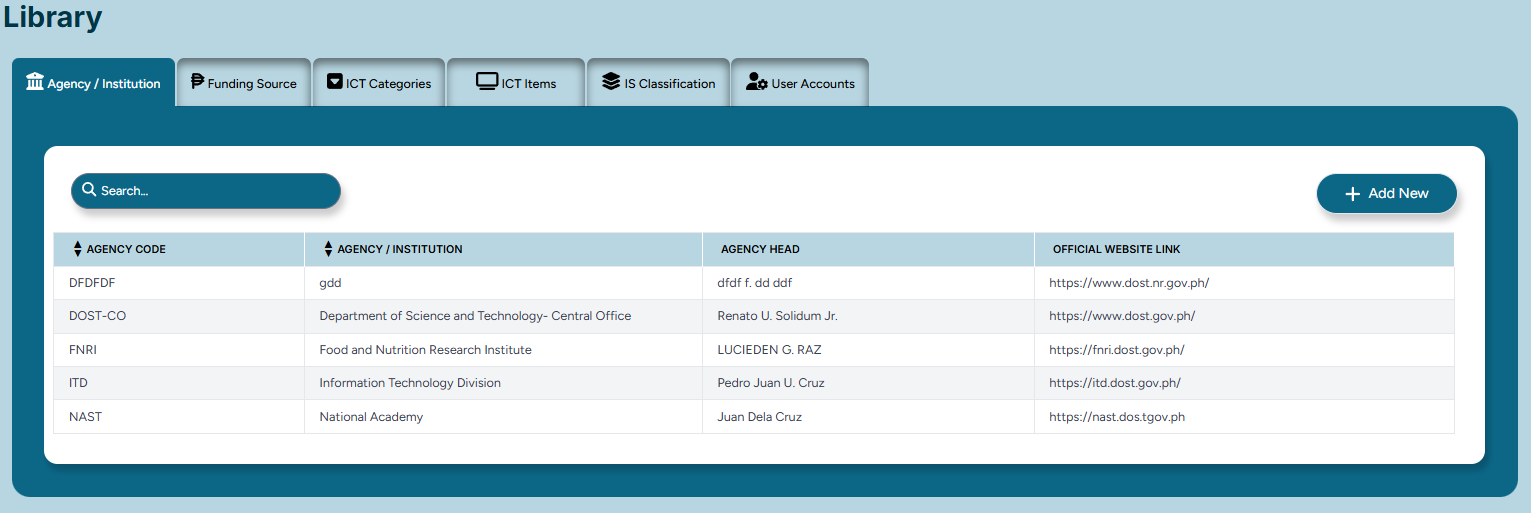 Library
Agency / Institution Funding Source ICT Categories ICT Items IS Classification User Accounts
Search...
Add New
AGENCY CODE AGENCY / INSTITUTION AGENCY HEAD OFFICIAL WEBSITE LINK
DFDFDF gdd dfdf f. dd ddf https://www.dost.nr.gov.ph/
DOST-CO Department of Science and Technology- Central Office Renato U. Solidum Jr. https://www.dost.gov.ph/
FNRI Food and Nutrition Research Institute LUCIEDEN G. RAZ https://fnri.dost.gov.ph/
ITD Information Technology Division Pedro Juan U. Cruz https://itd.dost.gov.ph/
NAST National Academy Juan Dela Cruz https://nast.dos.tgov.ph